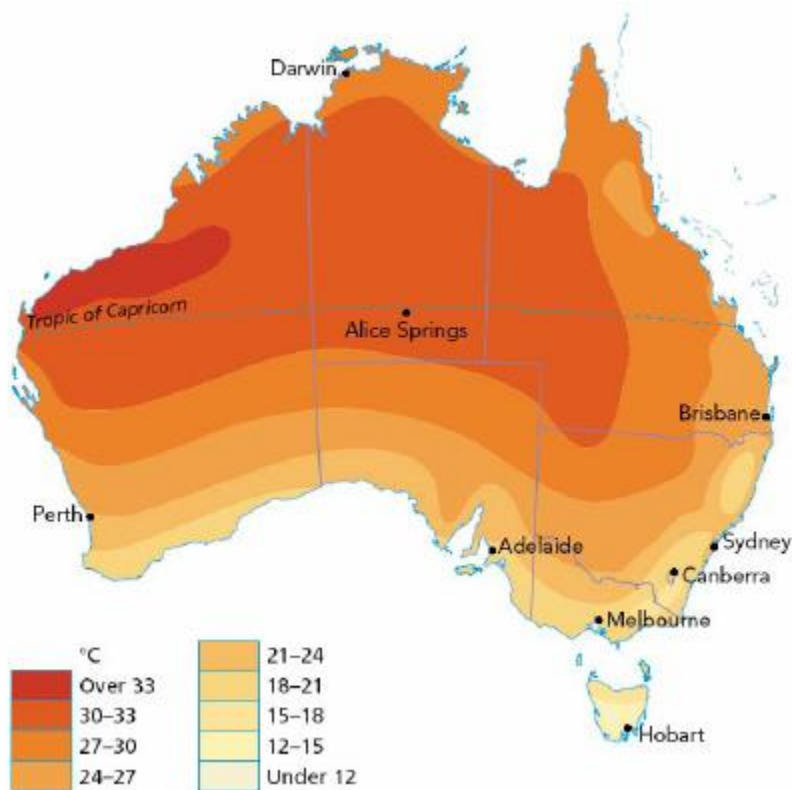 Darwin
Tropic of Capricorn
Alice Springs
Brisbane
Perth
Adelaide
Sydney
Canberra
Melbourne
Hobart
°C
Over 33
30–33
27–30
24–27
21–24
18–21
15–18
12–15
Under 12